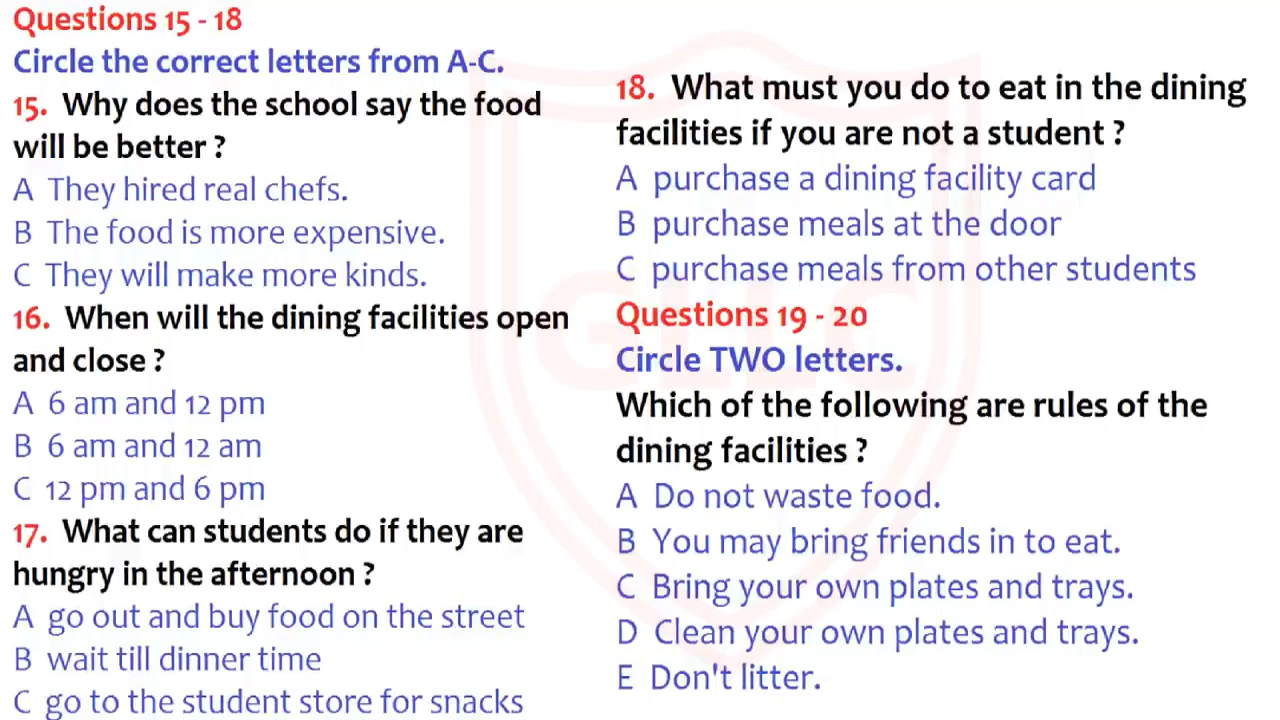 Questions 15 - 18
Circle the correct letters from A-C.
15. Why does the school say the food
will be better ?
A They hired real chefs.
B The food is more expensive.
C They will make more kinds.
16. When will the dining facilities open
and close ?
A 6 am and 12 pm
B 6 am and 12 am
C 12 pm and 6 pm
17. What can students do if they are
hungry in the afternoon ?
A go out and buy food on the street
B wait till dinner time
C go to the student store for snacks
18. What must you do to eat in the dining
facilities if you are not a student ?
A purchase a dining facility card
B purchase meals at the door
C purchase meals from other students
Questions 19 - 20
Circle TWO letters.
Which of the following are rules of the
dining facilities ?
A Do not waste food.
B You may bring friends in to eat.
C Bring your own plates and trays.
D Clean your own plates and trays.
E Don't litter.